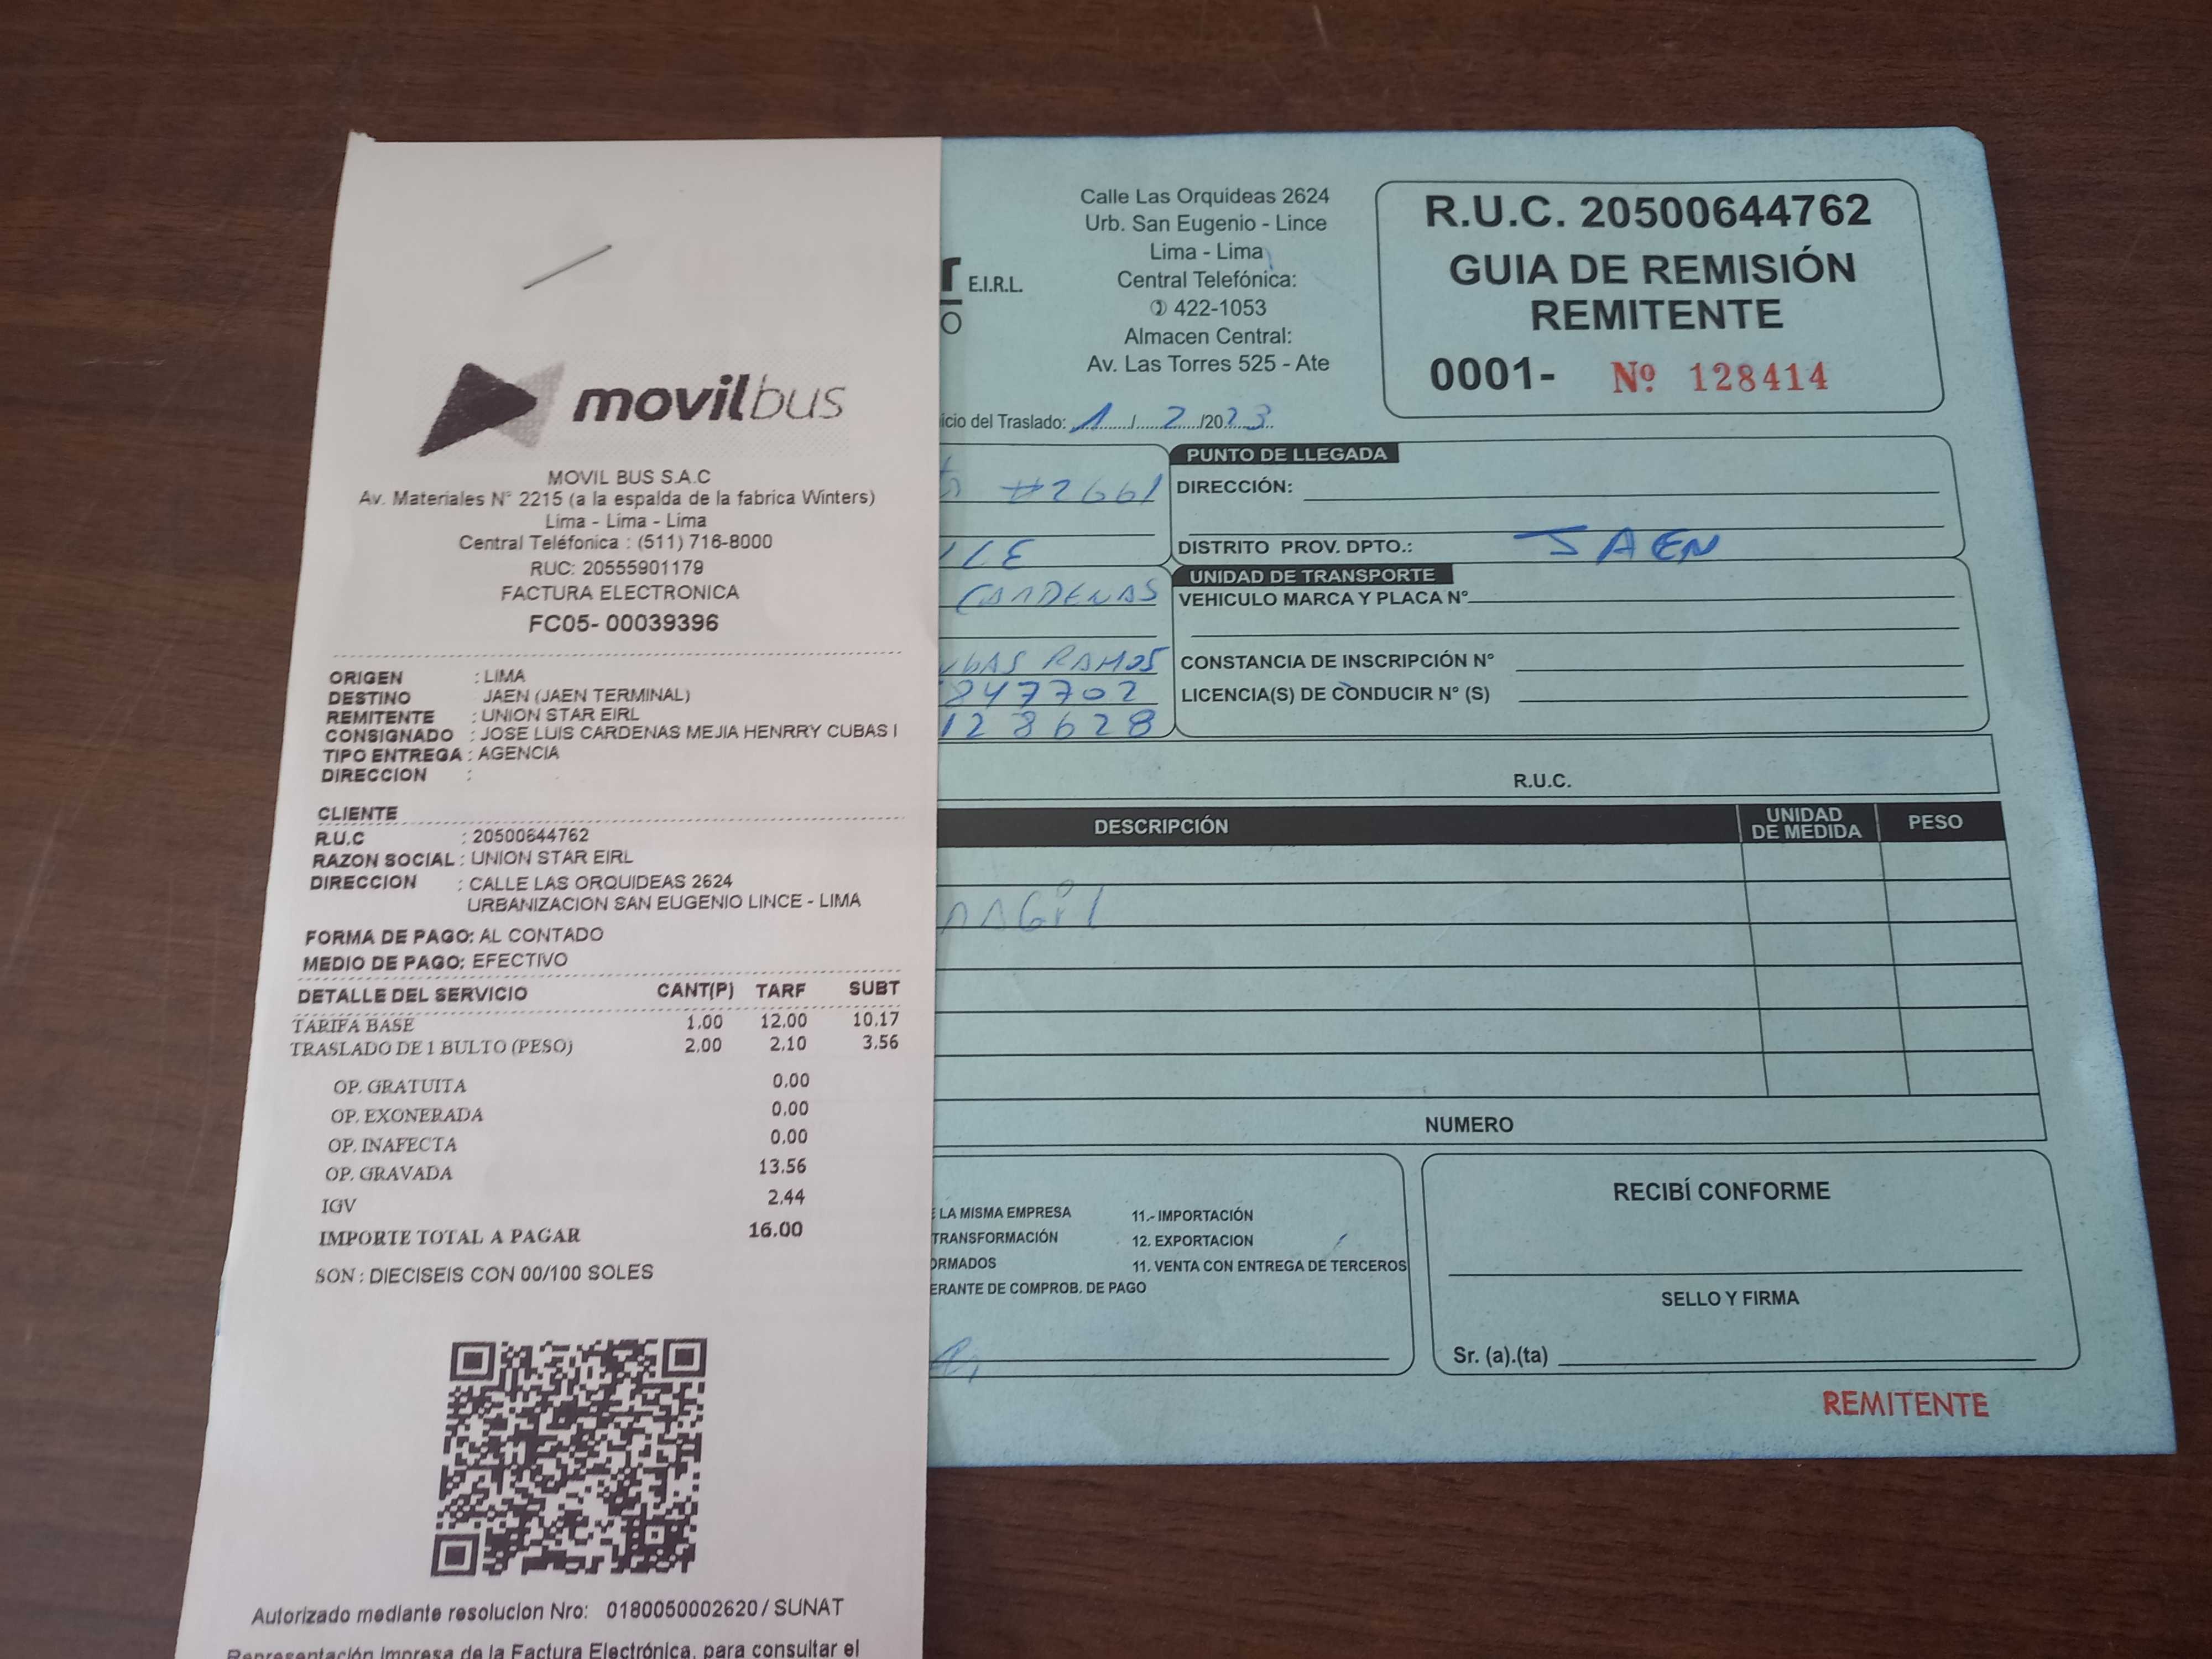 movilbus
MOVIL BUS S.A.C
Av. Materiales N° 2215 (a la espalda de la fabrica Winters)
Lima - Lima - Lima
Central Teléfonica : (511) 716-8000
RUC: 20555901179
FACTURA ELECTRONICA
FC05- 00039396
ORIGEN : LIMA
DESTINO JAEN (JAEN TERMINAL)
REMITENTE : UNION STAR EIRL
CONSIGNADO : JOSE LUIS CARDENAS MEJIA HENRRY CUBAS I
TIPO ENTREGA : AGENCIA
DIRECCION :
CLIENTE
R.U.C : 20500644762
RAZON SOCIAL : UNION STAR EIRL
DIRECCION : CALLE LAS ORQUIDEAS 2624
URBANIZACION SAN EUGENIO LINCE - LIMA
FORMA DE PAGO: AL CONTADO
MEDIO DE PAGO: EFECTIVO
DETALLE DEL SERVICIO CANT(P) TARF SUBT
TARIFA BASE 1.00 12.00 10.17
TRASLADO DE 1 BULTO (PESO) 2.00 2.10 3.56
OP. GRATUITA 0.00
OP. EXONERADA 0.00
OP. INAFECTA 0.00
OP. GRAVADA 13.56
IGV 2.44
IMPORTE TOTAL A PAGAR 16.00
SON : DIECISEIS CON 00/100 SOLES
Autorizado mediante resolucion Nro: 0180050002620 / SUNAT
Representación Impresa de la Factura Electrónica, para consultar el
E.I.R.L.
Calle Las Orquideas 2624
Urb. San Eugenio - Lince
Lima - Lima
Central Telefónica:
422-1053
Almacen Central:
Av. Las Torres 525 - Ate
R.U.C. 20500644762
GUIA DE REMISIÓN
REMITENTE
0001- Nº 128414
icio del Traslado: 1 / 2 /2023
#2661
CARDENAS
RAMOS
847702
128628
PUNTO DE LLEGADA
DIRECCIÓN:
DISTRITO PROV. DPTO.: JAEN
UNIDAD DE TRANSPORTE
VEHICULO MARCA Y PLACA N°
CONSTANCIA DE INSCRIPCIÓN N°
LICENCIA(S) DE CONDUCIR N° (S)
R.U.C.
DESCRIPCIÓN UNIDAD DE MEDIDA PESO
NUMERO
LA MISMA EMPRESA 11.- IMPORTACIÓN
TRANSFORMACIÓN 12. EXPORTACION
ORMADOS 11. VENTA CON ENTREGA DE TERCEROS
ERANTE DE COMPROB. DE PAGO
RECIBÍ CONFORME
SELLO Y FIRMA
Sr. (a).(ta)
REMITENTE